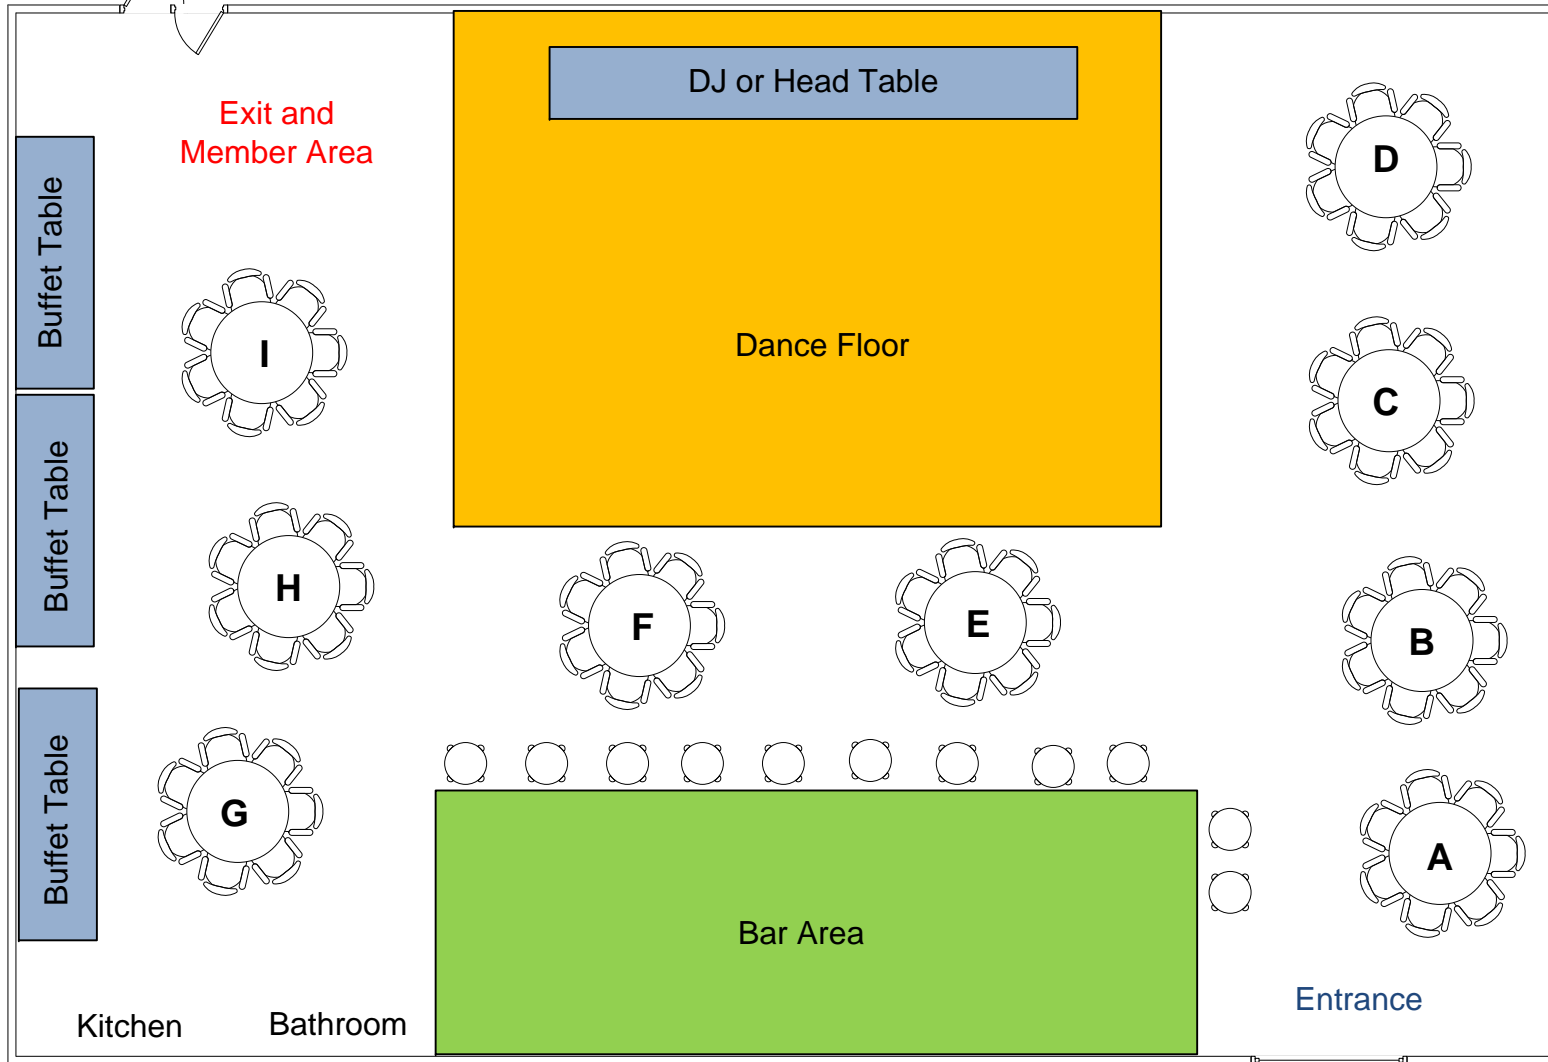 DJ or Head Table
Exit and
Member Area
D
Buffet Table
I
Dance Floor
C
Buffet Table
H
F
E
B
Buffet Table
G
A
Bar Area
Entrance
Kitchen
Bathroom